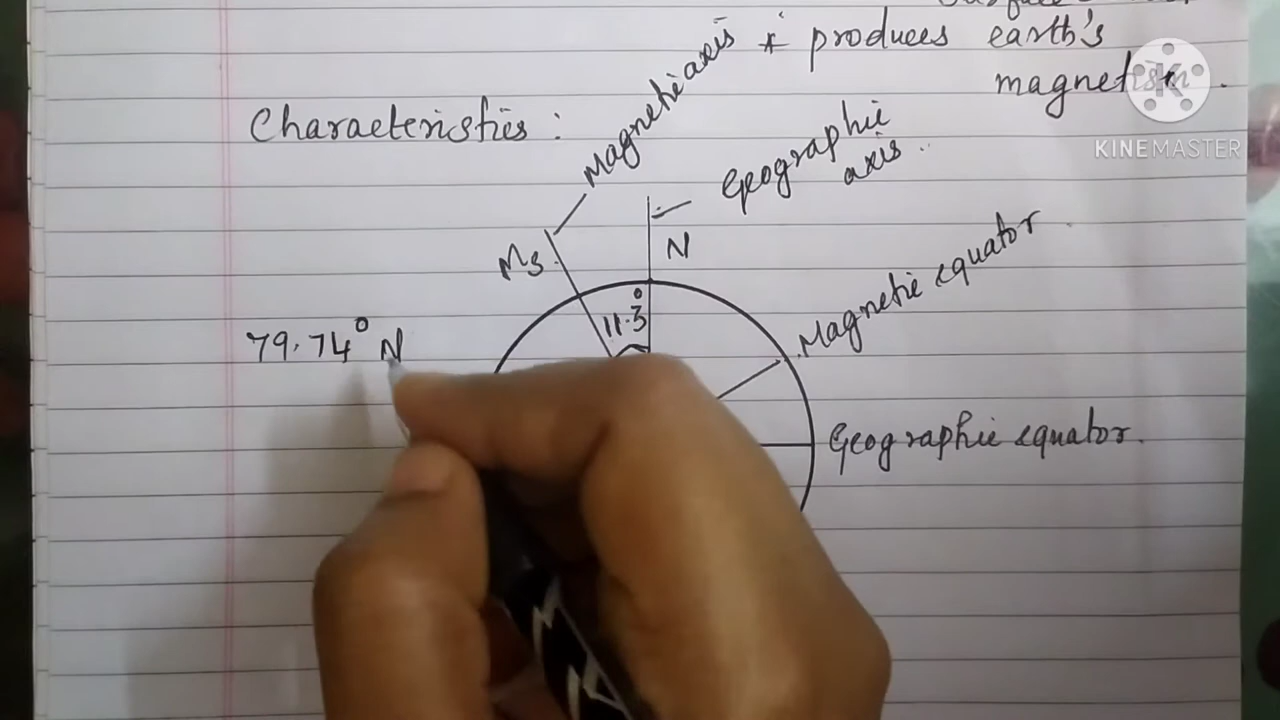 * produces earth's
magnetism.
KINEMASTER
Characteristics :
Magnetic axis
Geographic
axis
Ms
N
11.3°
Magnetic equator
79.74° N
Geographic equator.